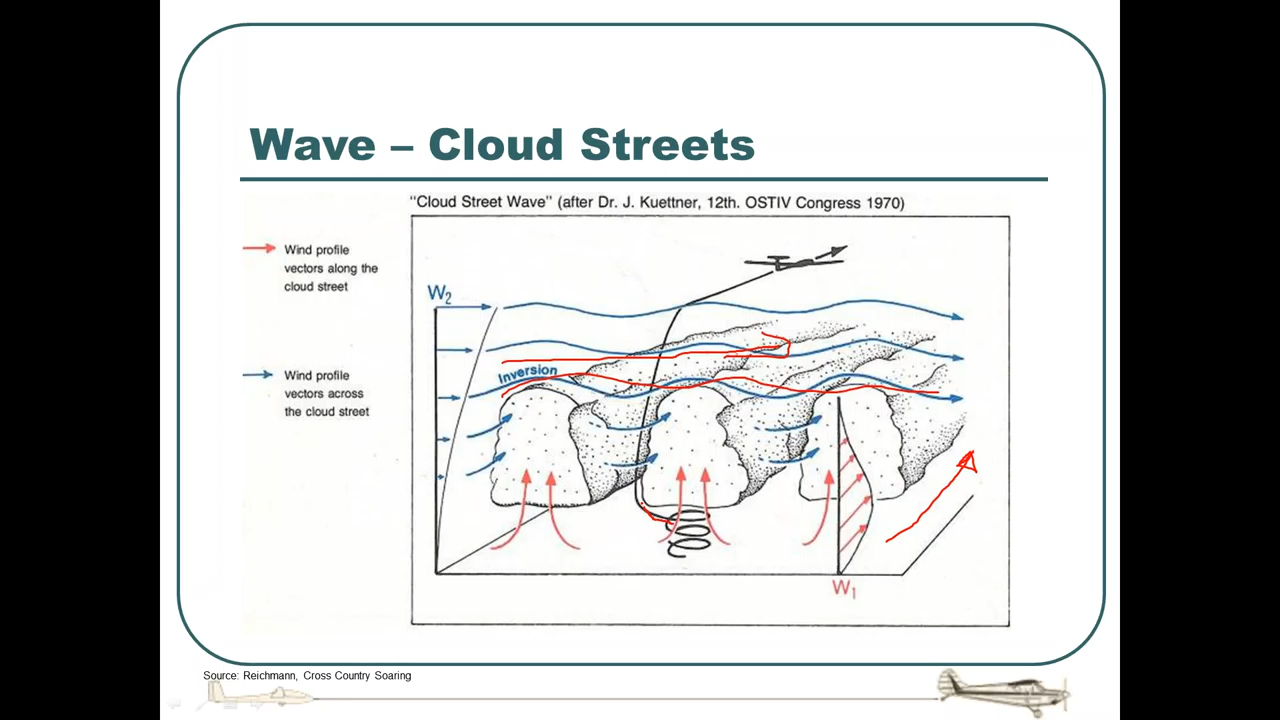 Wave – Cloud Streets
"Cloud Street Wave" (after Dr. J. Kuettner, 12th. OSTIV Congress 1970)
Wind profile
vectors along the
cloud street
W₂
Inversion
Wind profile
vectors across
the cloud street
W₁
Source: Reichmann, Cross Country Soaring